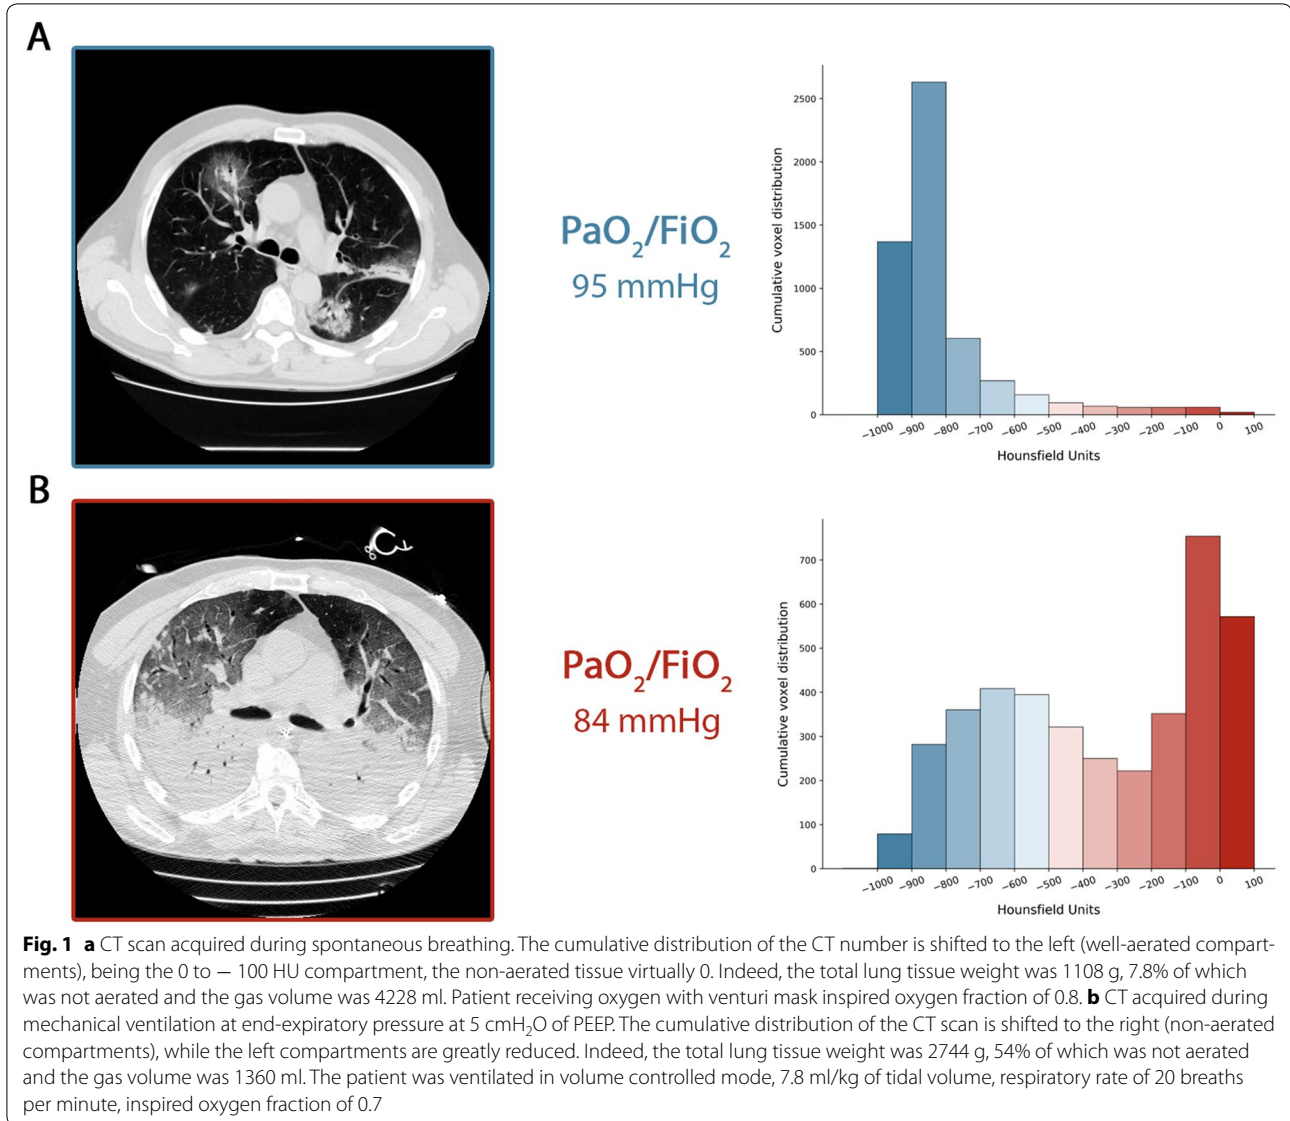 A
PaO2/FiO2
95 mmHg
Cumulative voxel distribution
2500
2000
1500
1000
500
0
−1000 −900 −800 −700 −600 −500 −400 −300 −200 −100 0 100
Hounsfield Units
B
PaO2/FiO2
84 mmHg
Cumulative voxel distribution
700
600
500
400
300
200
100
0
−1000 −900 −800 −700 −600 −500 −400 −300 −200 −100 0 100
Hounsfield Units
Fig. 1 a CT scan acquired during spontaneous breathing. The cumulative distribution of the CT number is shifted to the left (well-aerated compart-
ments), being the 0 to − 100 HU compartment, the non-aerated tissue virtually 0. Indeed, the total lung tissue weight was 1108 g, 7.8% of which
was not aerated and the gas volume was 4228 ml. Patient receiving oxygen with venturi mask inspired oxygen fraction of 0.8. b CT acquired during
mechanical ventilation at end-expiratory pressure at 5 cmH2O of PEEP. The cumulative distribution of the CT scan is shifted to the right (non-aerated
compartments), while the left compartments are greatly reduced. Indeed, the total lung tissue weight was 2744 g, 54% of which was not aerated
and the gas volume was 1360 ml. The patient was ventilated in volume controlled mode, 7.8 ml/kg of tidal volume, respiratory rate of 20 breaths
per minute, inspired oxygen fraction of 0.7